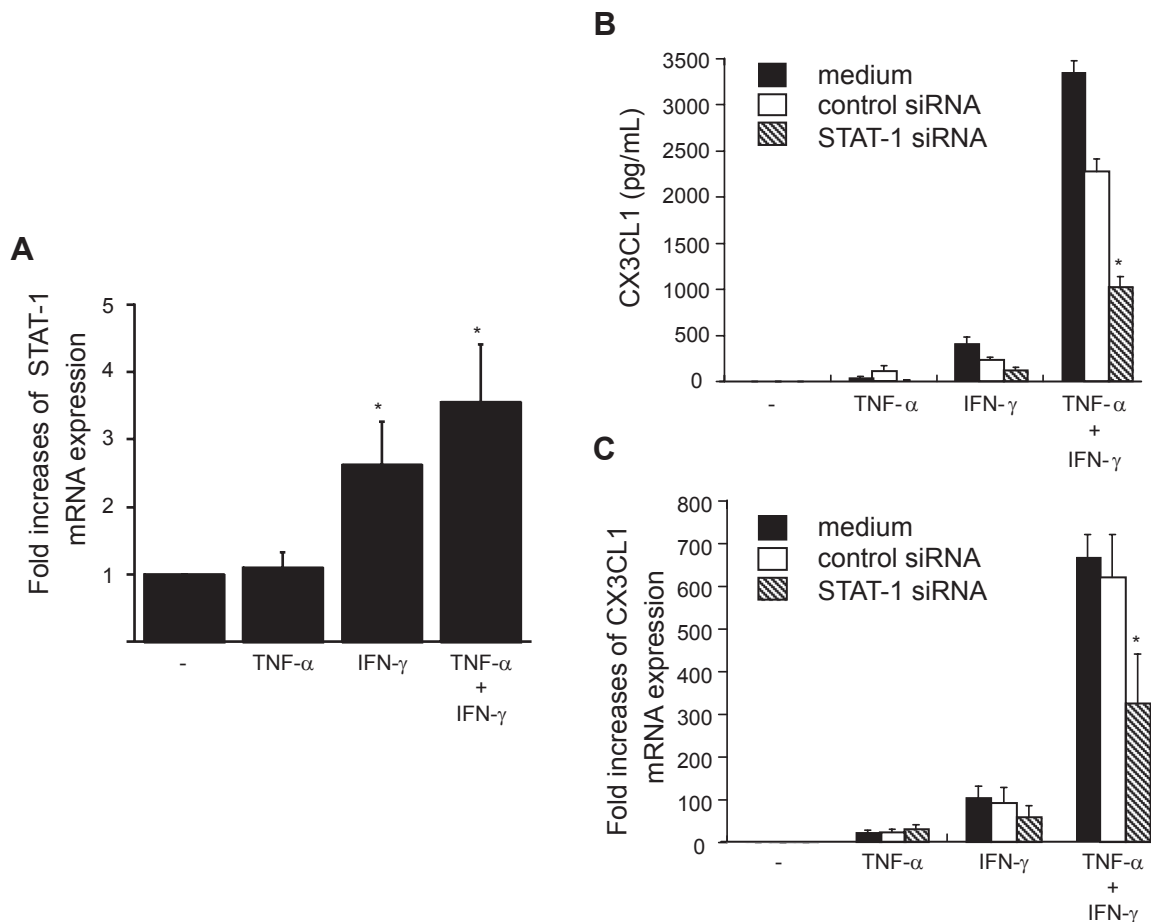 A
Fold increases of STAT-1
mRNA expression
5
4
3
2
1
*
*
-
TNF-α
IFN-γ
TNF-α
+
IFN-γ
B
CX3CL1 (pg/mL)
3500
3000
2500
2000
1500
1000
500
0
medium
control siRNA
STAT-1 siRNA
*
-
TNF-α
IFN-γ
TNF-α
+
IFN-γ
C
Fold increases of CX3CL1
mRNA expression
800
700
600
500
400
300
200
100
0
medium
control siRNA
STAT-1 siRNA
*
-
TNF-α
IFN-γ
TNF-α
+
IFN-γ